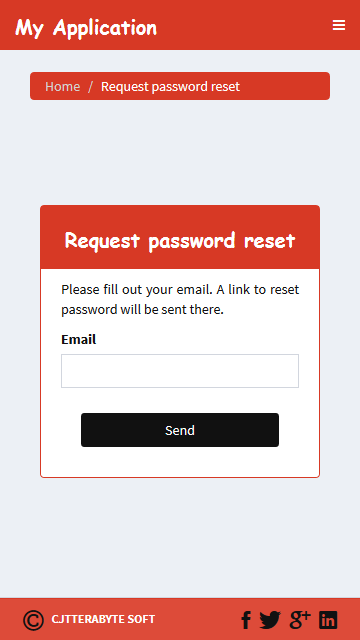 My Application
Home / Request password reset
Request password reset
Please fill out your email. A link to reset
password will be sent there.
Email
Send
© CJTTERABYTE SOFT